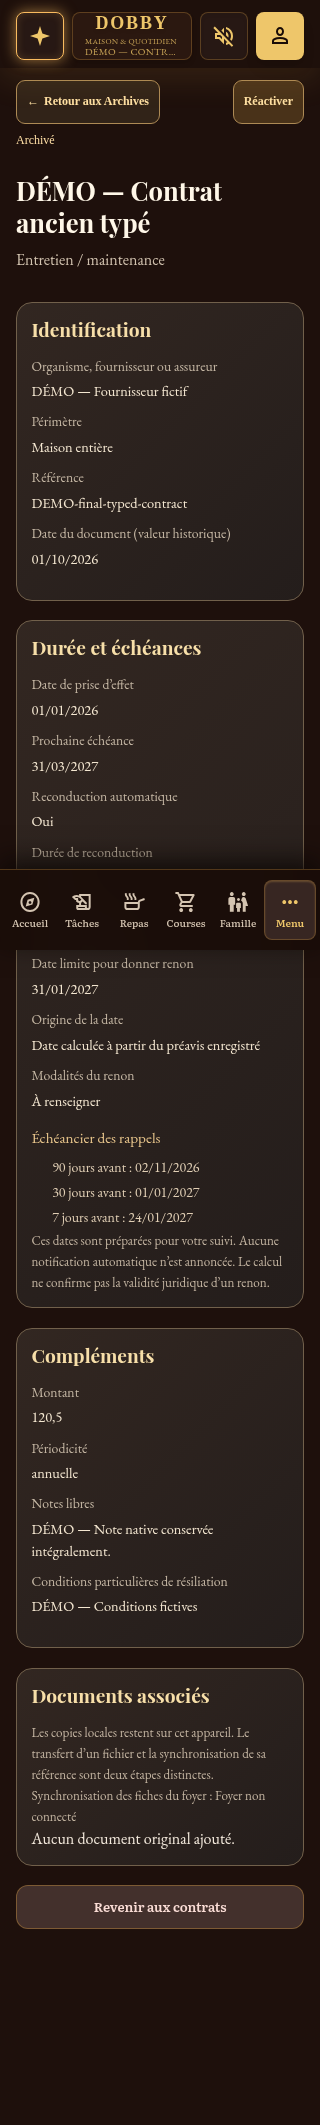 DOBBY
MAISON & QUOTIDIEN
DÉMO — CONTR…
← Retour aux Archives
Réactiver
Archivé
DÉMO — Contrat
ancien typé
Entretien / maintenance
Identification
Organisme, fournisseur ou assureur
DÉMO — Fournisseur fictif
Périmètre
Maison entière
Référence
DEMO-final-typed-contract
Date du document (valeur historique)
01/10/2026
Durée et échéances
Date de prise d’effet
01/01/2026
Prochaine échéance
31/03/2027
Reconduction automatique
Oui
Durée de reconduction
Accueil
Tâches
Repas
Courses
Famille
Menu
Date limite pour donner renon
31/01/2027
Origine de la date
Date calculée à partir du préavis enregistré
Modalités du renon
À renseigner
Échéancier des rappels
90 jours avant : 02/11/2026
30 jours avant : 01/01/2027
7 jours avant : 24/01/2027
Ces dates sont préparées pour votre suivi. Aucune
notification automatique n’est annoncée. Le calcul
ne confirme pas la validité juridique d’un renon.
Compléments
Montant
120,5
Périodicité
annuelle
Notes libres
DÉMO — Note native conservée
intégralement.
Conditions particulières de résiliation
DÉMO — Conditions fictives
Documents associés
Les copies locales restent sur cet appareil. Le
transfert d’un fichier et la synchronisation de sa
référence sont deux étapes distinctes.
Synchronisation des fiches du foyer : Foyer non
connecté
Aucun document original ajouté.
Revenir aux contrats